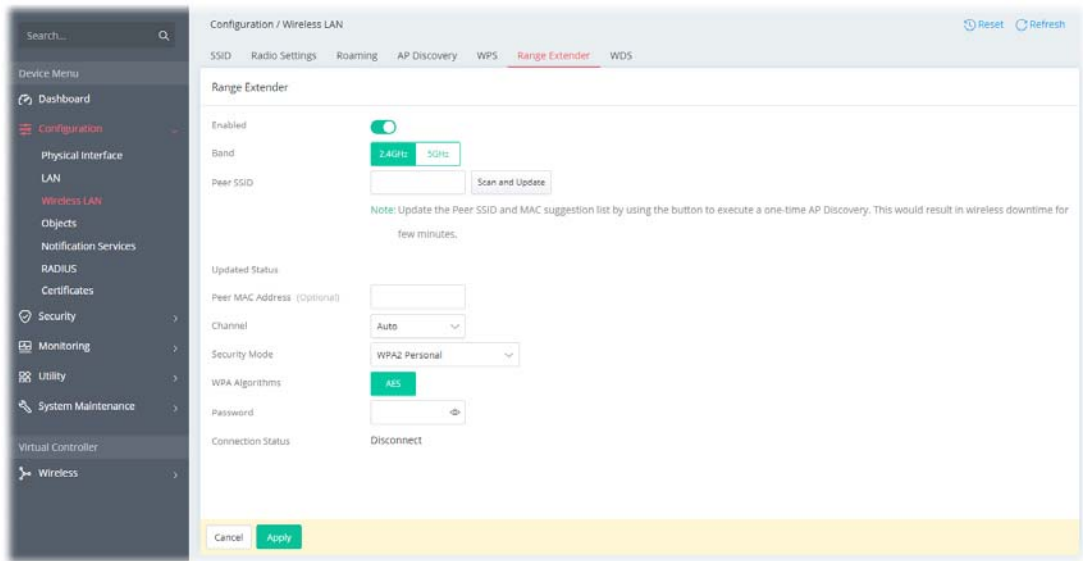 Search...
Device Menu
Dashboard
Configuration
Physical Interface
LAN
Wireless LAN
Objects
Notification Services
RADIUS
Certificates
Security
Monitoring
Utility
System Maintenance
Virtual Controller
Wireless
Configuration / Wireless LAN
Reset Refresh
SSID Radio Settings Roaming AP Discovery WPS Range Extender WDS
Range Extender
Enabled
Band 2.4GHz 5GHz
Peer SSID Scan and Update
Note: Update the Peer SSID and MAC suggestion list by using the button to execute a one-time AP Discovery. This would result in wireless downtime for
few minutes.
Updated Status
Peer MAC Address (Optional)
Channel Auto
Security Mode WPA2 Personal
WPA Algorithms AES
Password
Connection Status Disconnect
Cancel Apply